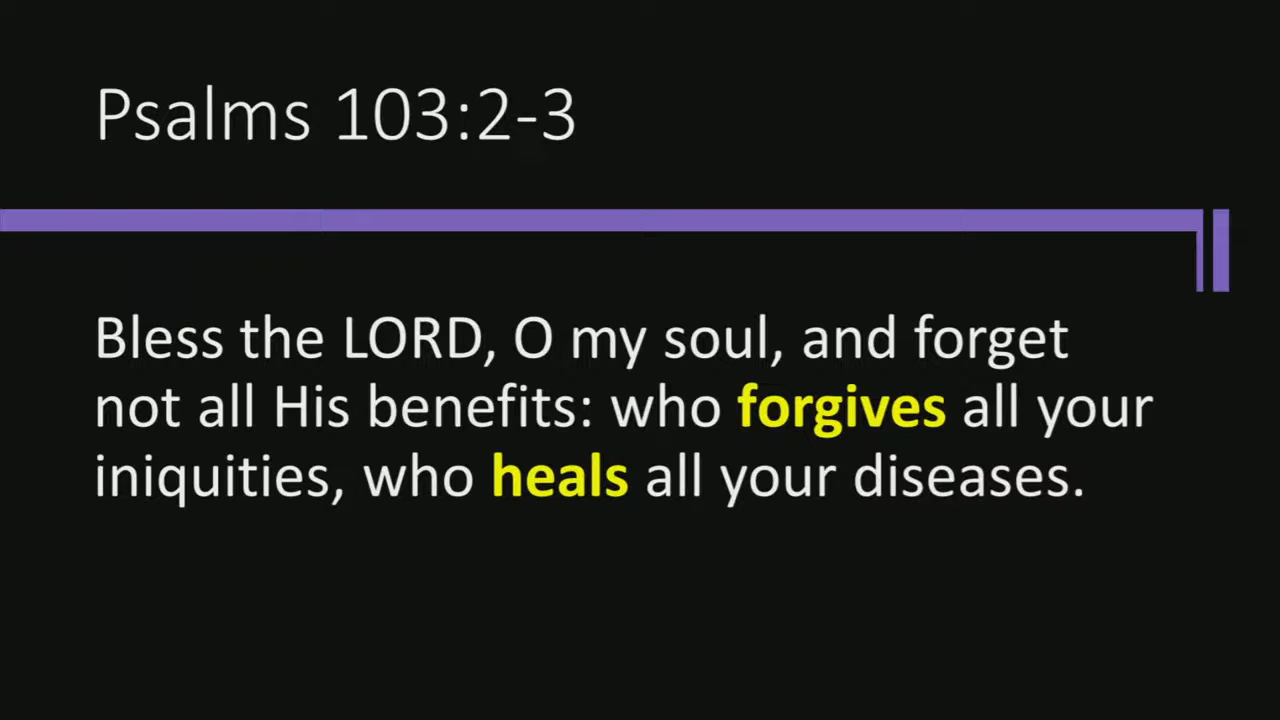 Psalms 103:2-3
Bless the LORD, O my soul, and forget
not all His benefits: who forgives all your
iniquities, who heals all your diseases.